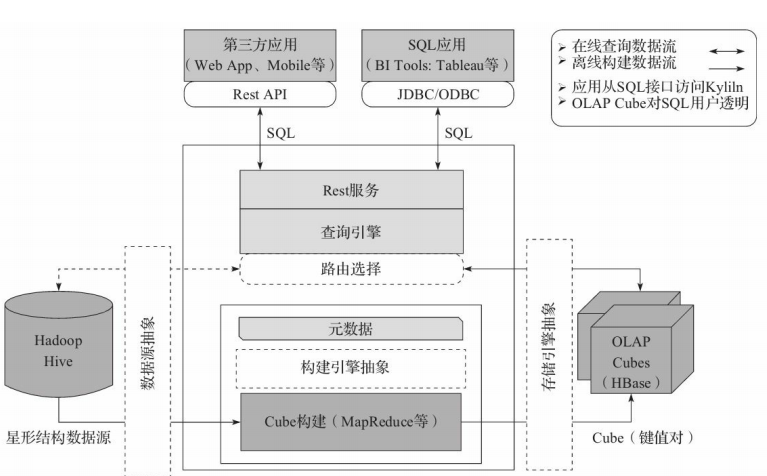 第三方应用
（Web App、Mobile等）
Rest API
SQL应用
（BI Tools: Tableau等）
JDBC/ODBC
在线查询数据流
离线构建数据流
应用从SQL接口访问Kyliln
OLAP Cube对SQL用户透明
SQL
SQL
Rest服务
查询引擎
路由选择
数据源抽象
存储引擎抽象
Hadoop
Hive
元数据
构建引擎抽象
Cube构建（MapReduce等）
OLAP
Cubes
（HBase）
星形结构数据源
Cube（键值对）